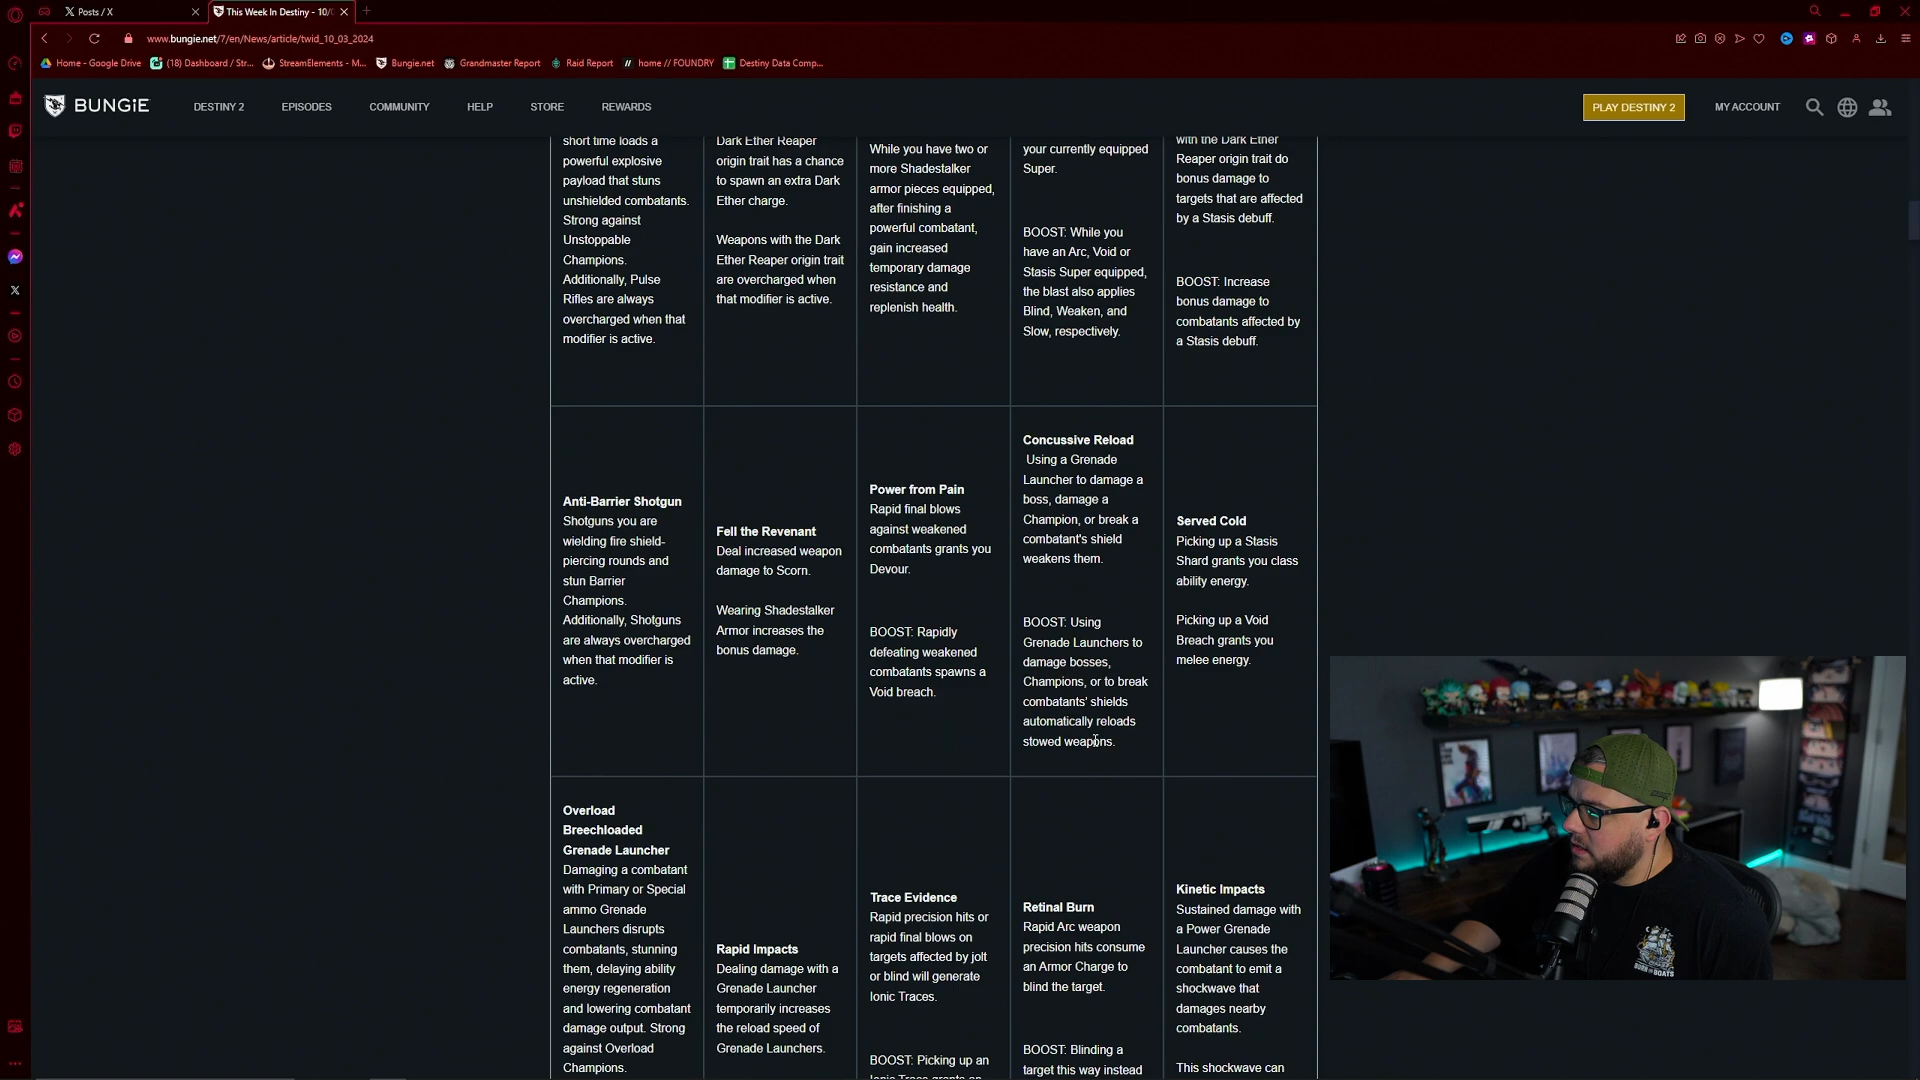 Posts / X
This Week In Destiny - 10/
www.bungie.net/7/en/News/article/twid_10_03_2024
Home - Google Drive
(18) Dashboard / Str...
StreamElements - M...
Bungie.net
Grandmaster Report
Raid Report
home // FOUNDRY
Destiny Data Comp...
BUNGiE
DESTINY 2
EPISODES
COMMUNITY
HELP
STORE
REWARDS
PLAY DESTINY 2
MY ACCOUNT
short time loads a
powerful explosive
payload that stuns
unshielded combatants.
Strong against
Unstoppable
Champions.
Additionally, Pulse
Rifles are always
overcharged when that
modifier is active.
Dark Ether Reaper
origin trait has a chance
to spawn an extra Dark
Ether charge.
Weapons with the Dark
Ether Reaper origin trait
are overcharged when
that modifier is active.
While you have two or
more Shadestalker
armor pieces equipped,
after finishing a
powerful combatant,
gain increased
temporary damage
resistance and
replenish health.
your currently equipped
Super.
BOOST: While you
have an Arc, Void or
Stasis Super equipped,
the blast also applies
Blind, Weaken, and
Slow, respectively.
with the Dark Ether
Reaper origin trait do
bonus damage to
targets that are affected
by a Stasis debuff.
BOOST: Increase
bonus damage to
combatants affected by
a Stasis debuff.
Anti-Barrier Shotgun
Shotguns you are
wielding fire shield-
piercing rounds and
stun Barrier
Champions.
Additionally, Shotguns
are always overcharged
when that modifier is
active.
Fell the Revenant
Deal increased weapon
damage to Scorn.
Wearing Shadestalker
Armor increases the
bonus damage.
Power from Pain
Rapid final blows
against weakened
combatants grants you
Devour.
BOOST: Rapidly
defeating weakened
combatants spawns a
Void breach.
Concussive Reload
Using a Grenade
Launcher to damage a
boss, damage a
Champion, or break a
combatant's shield
weakens them.
BOOST: Using
Grenade Launchers to
damage bosses,
Champions, or to break
combatants' shields
automatically reloads
stowed weapons.
Served Cold
Picking up a Stasis
Shard grants you class
ability energy.
Picking up a Void
Breach grants you
melee energy.
Overload
Breechloaded
Grenade Launcher
Damaging a combatant
with Primary or Special
ammo Grenade
Launchers disrupts
combatants, stunning
them, delaying ability
energy regeneration
and lowering combatant
damage output. Strong
against Overload
Champions.
Rapid Impacts
Dealing damage with a
Grenade Launcher
temporarily increases
the reload speed of
Grenade Launchers.
Trace Evidence
Rapid precision hits or
rapid final blows on
targets affected by jolt
or blind will generate
Ionic Traces.
BOOST: Picking up an
Ionic Trace grants an
Retinal Burn
Rapid Arc weapon
precision hits consume
an Armor Charge to
blind the target.
BOOST: Blinding a
target this way instead
Kinetic Impacts
Sustained damage with
a Power Grenade
Launcher causes the
combatant to emit a
shockwave that
damages nearby
combatants.
This shockwave can
BURN BOATS